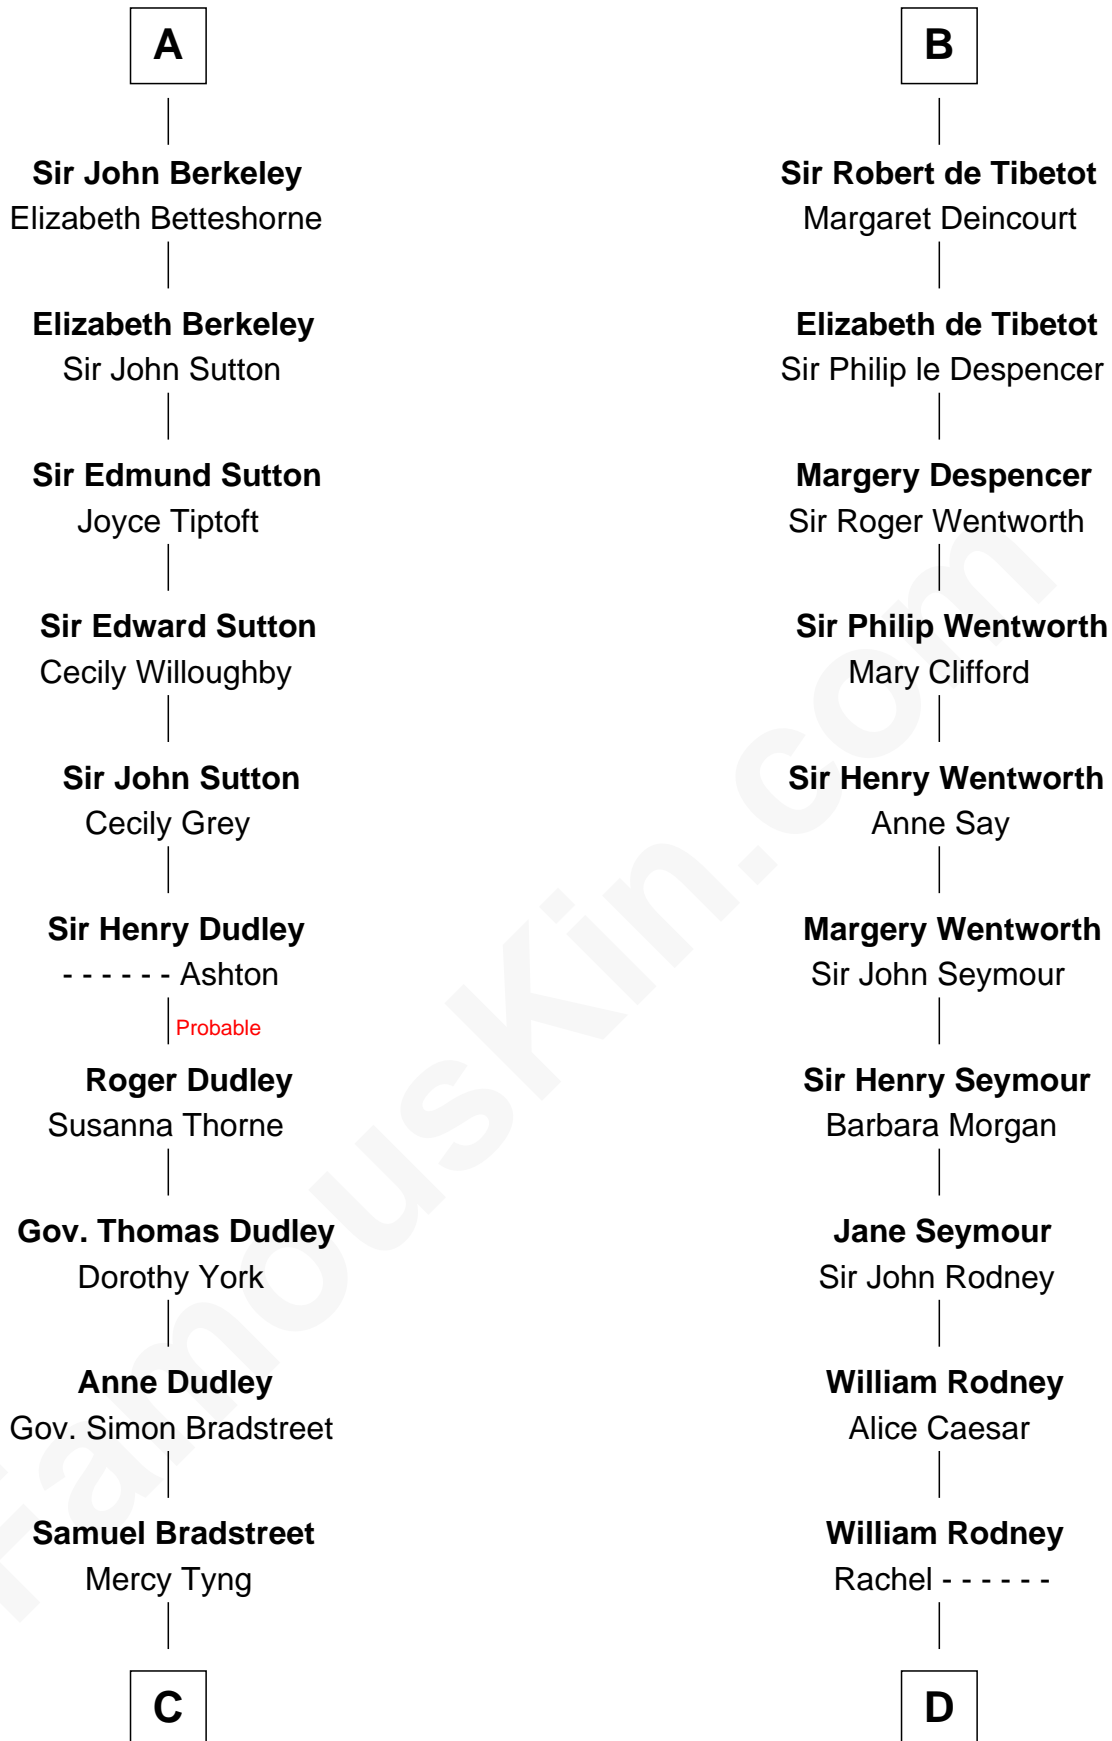 A
Sir John Berkeley
Elizabeth Betteshorne
Elizabeth Berkeley
Sir John Sutton
Sir Edmund Sutton
Joyce Tiptoft
Sir Edward Sutton
Cecily Willoughby
Sir John Sutton
Cecily Grey
Sir Henry Dudley
- - - - - - Ashton
Probable
Roger Dudley
Susanna Thorne
Gov. Thomas Dudley
Dorothy York
Anne Dudley
Gov. Simon Bradstreet
Samuel Bradstreet
Mercy Tyng
C
B
Sir Robert de Tibetot
Margaret Deincourt
Elizabeth de Tibetot
Sir Philip le Despencer
Margery Despencer
Sir Roger Wentworth
Sir Philip Wentworth
Mary Clifford
Sir Henry Wentworth
Anne Say
Margery Wentworth
Sir John Seymour
Sir Henry Seymour
Barbara Morgan
Jane Seymour
Sir John Rodney
William Rodney
Alice Caesar
William Rodney
Rachel - - - - - -
D
FamousKin.com